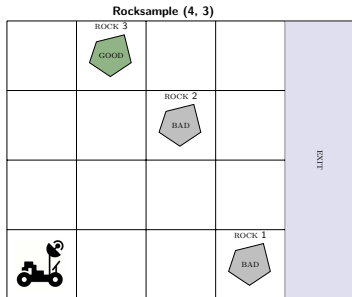 Rocksample (4, 3)
ROCK 3
GOOD
ROCK 2
BAD
EXIT
ROCK 1
BAD